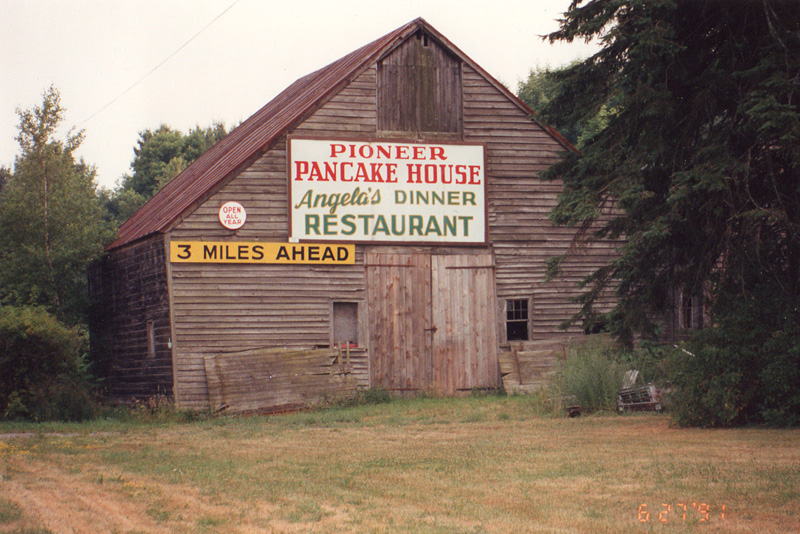 PIONEER
PANCAKE HOUSE
Angela's DINNER
RESTAURANT
OPEN
ALL
YEAR
3 MILES AHEAD
6 27 '91